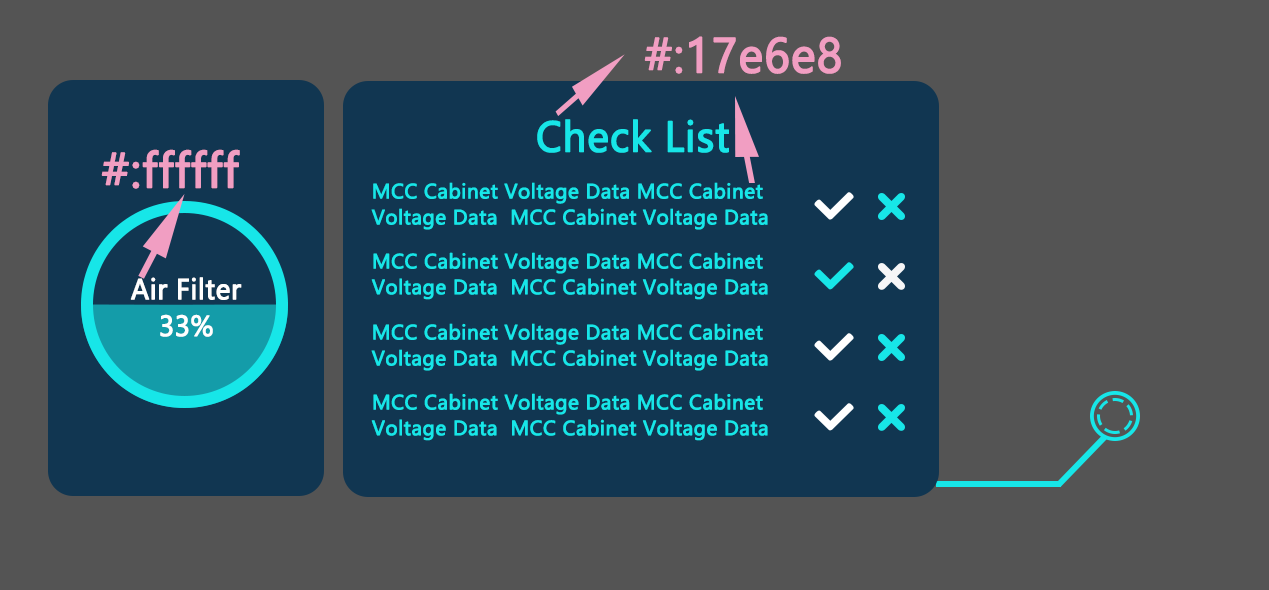 #:17e6e8
#:ffffff
Air Filter
33%
Check List
MCC Cabinet Voltage Data MCC Cabinet
Voltage Data  MCC Cabinet Voltage Data
MCC Cabinet Voltage Data MCC Cabinet
Voltage Data  MCC Cabinet Voltage Data
MCC Cabinet Voltage Data MCC Cabinet
Voltage Data  MCC Cabinet Voltage Data
MCC Cabinet Voltage Data MCC Cabinet
Voltage Data  MCC Cabinet Voltage Data